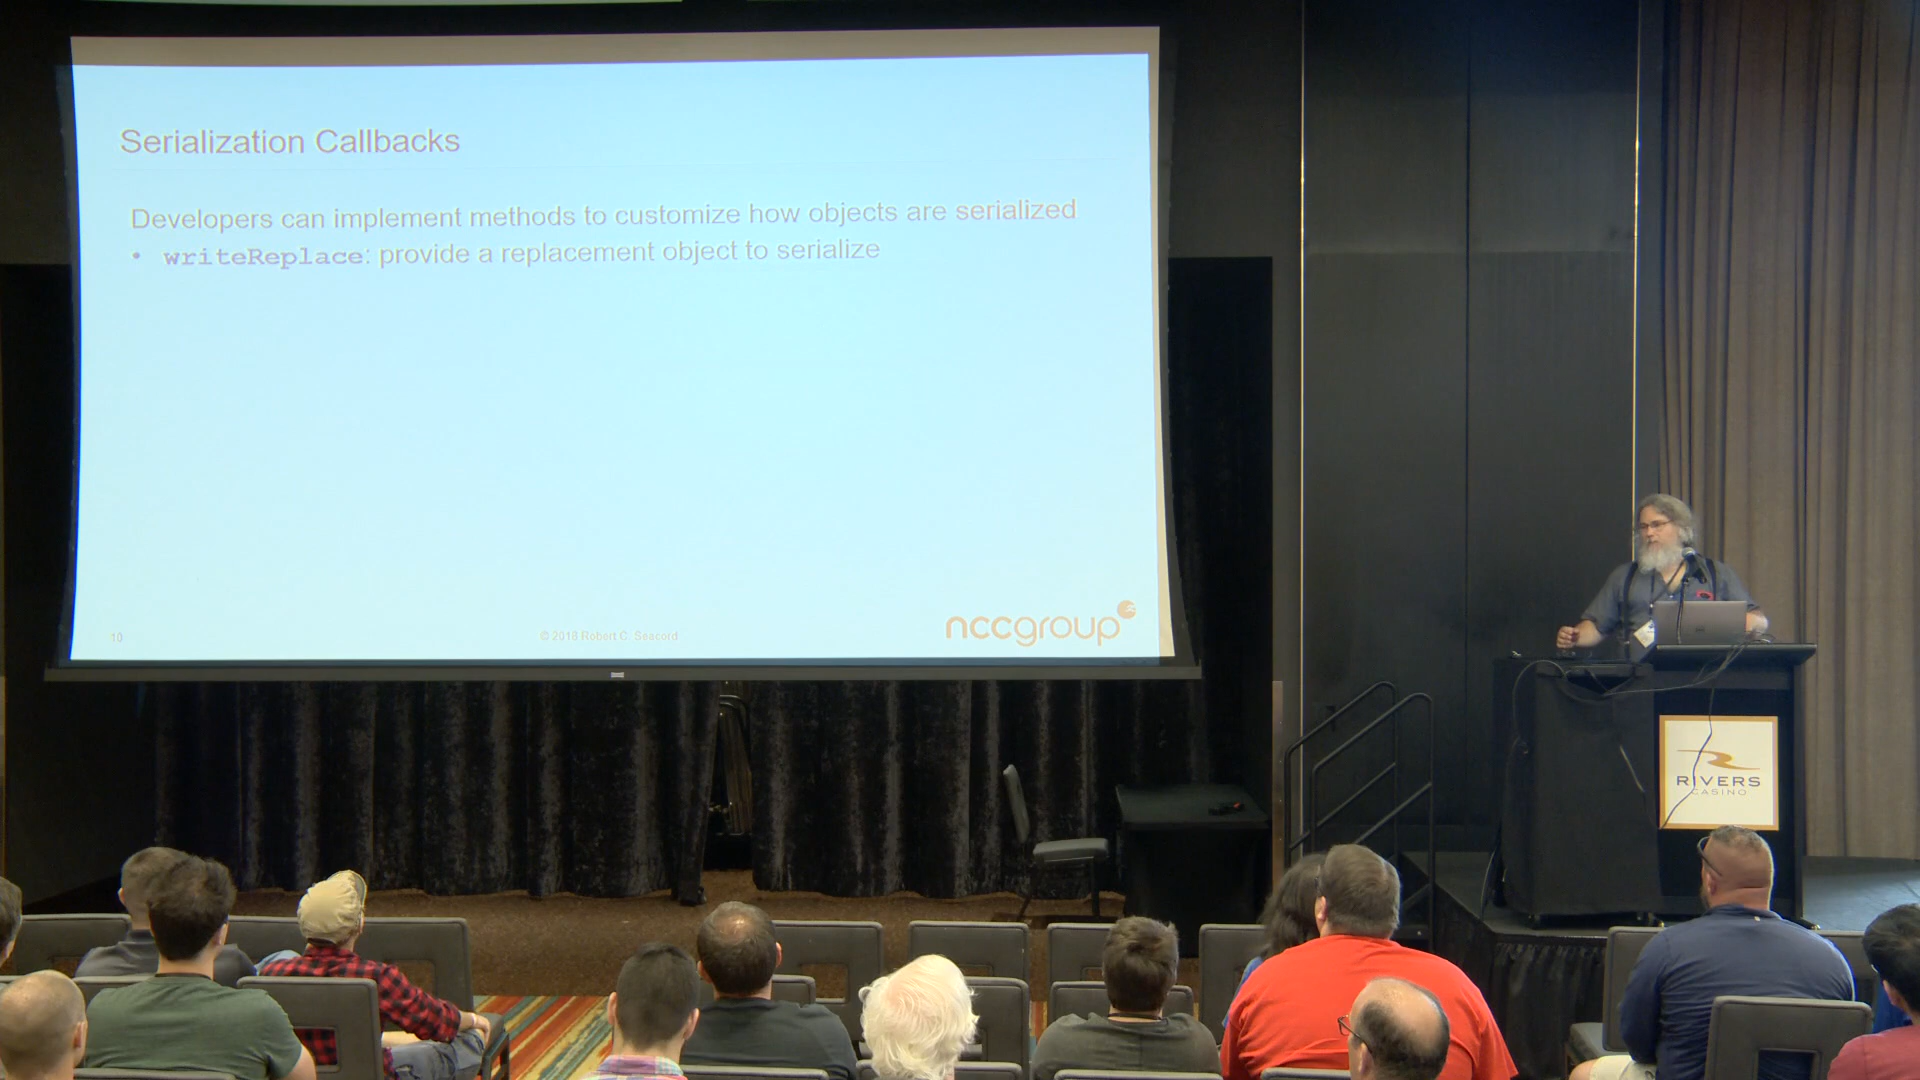 Serialization Callbacks
Developers can implement methods to customize how objects are serialized
• writeReplace: provide a replacement object to serialize
10
© 2018 Robert C. Seacord
nccgroup
RIVERS
CASINO